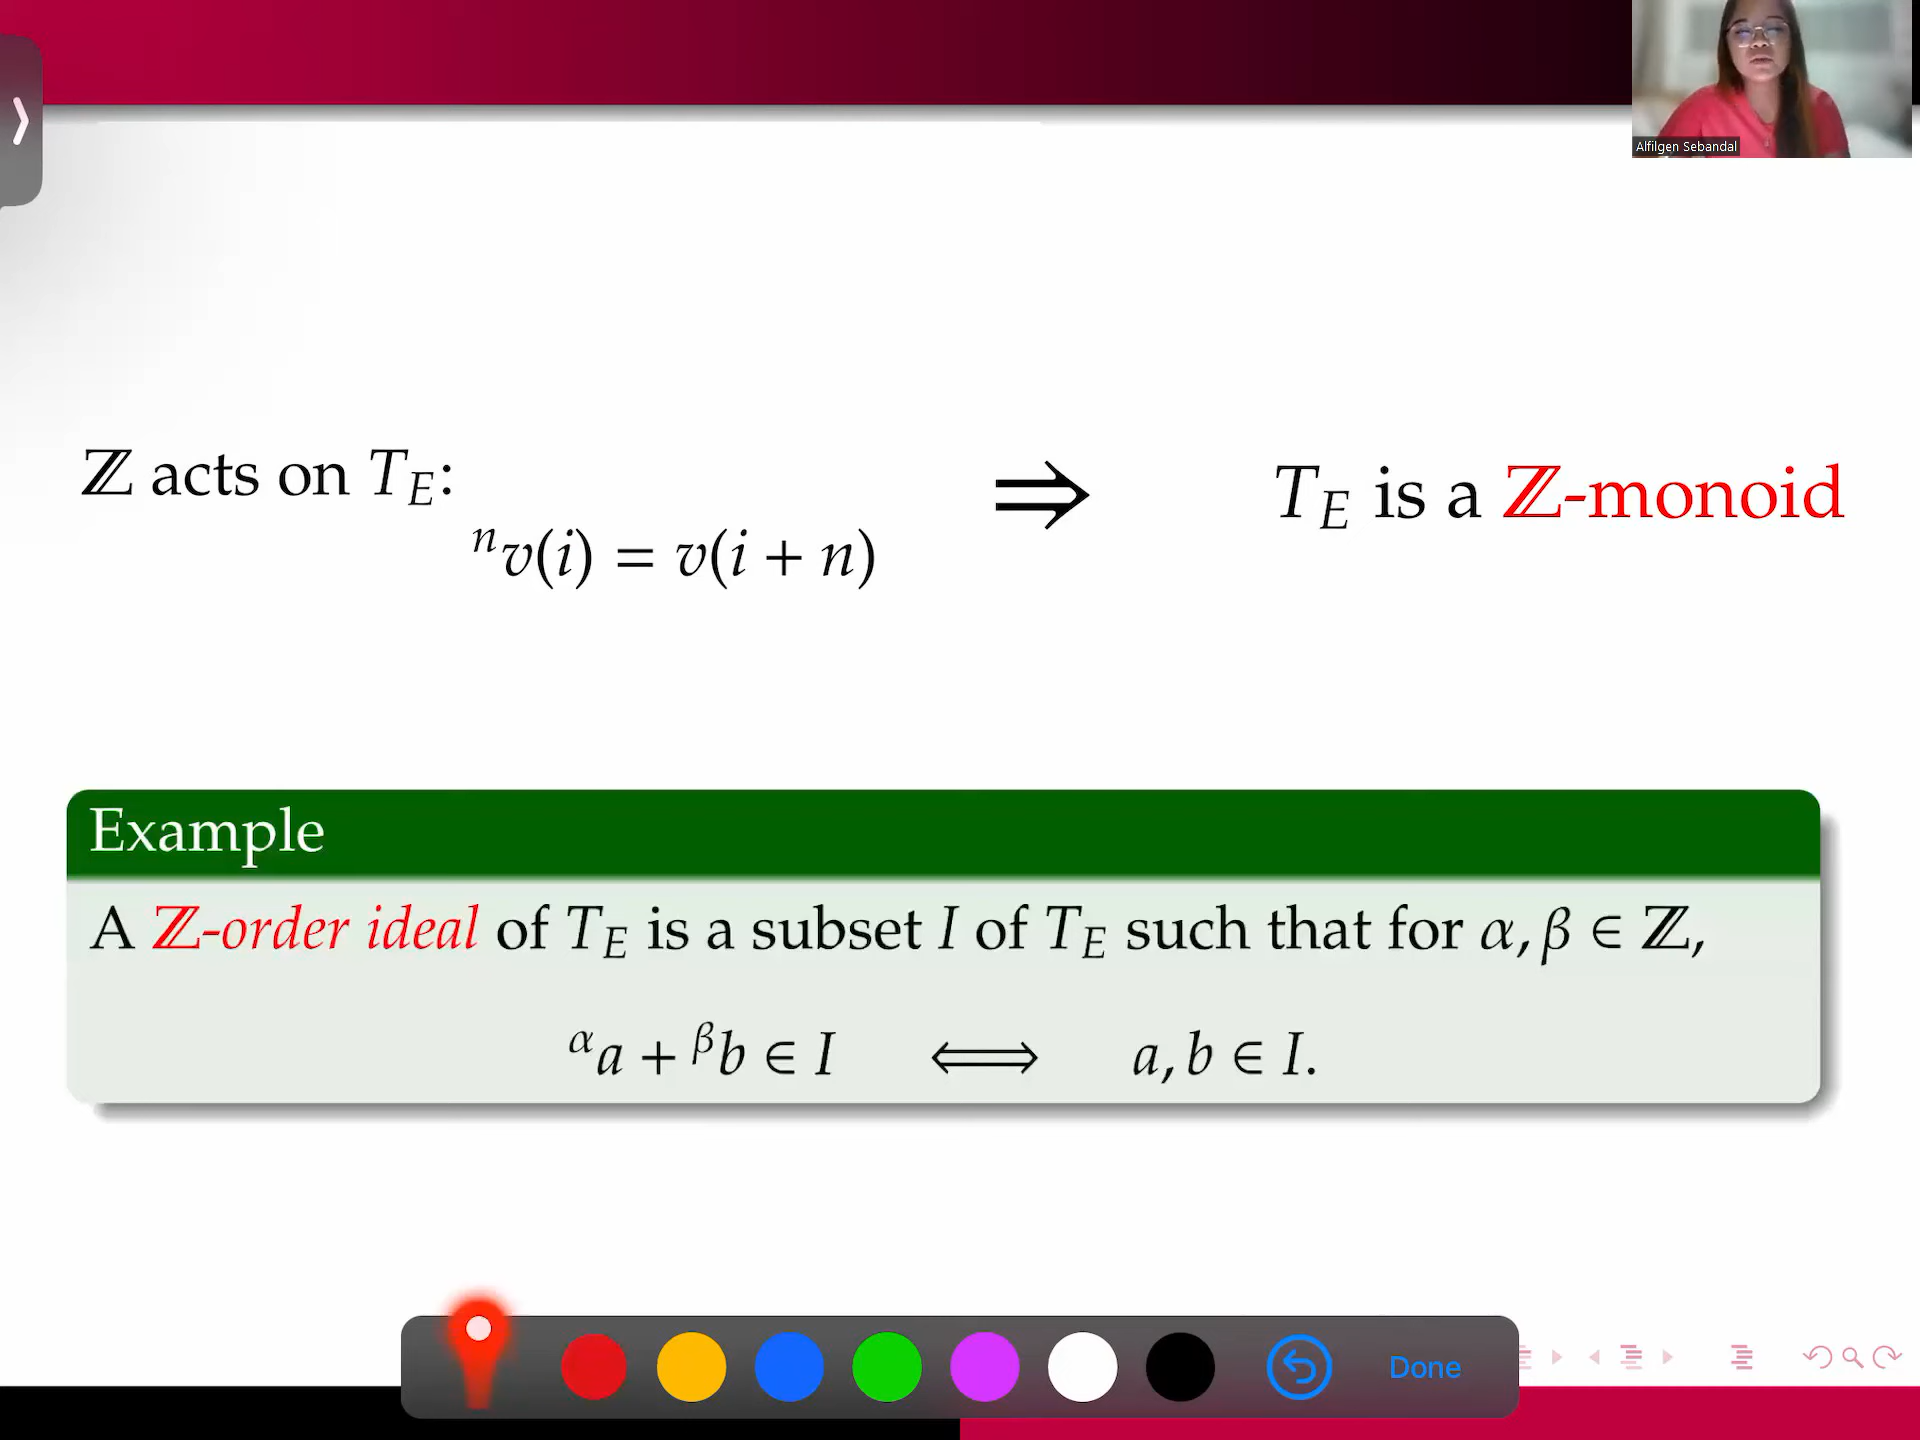 Alfilgen Sebandal
ℤ acts on T_E:
ⁿv(i) = v(i + n)
⇒
T_E is a ℤ-monoid
Example
A ℤ-order ideal of T_E is a subset I of T_E such that for α, β ∈ ℤ,
ᵅa + ᵝb ∈ I ⟺ a, b ∈ I.
Done